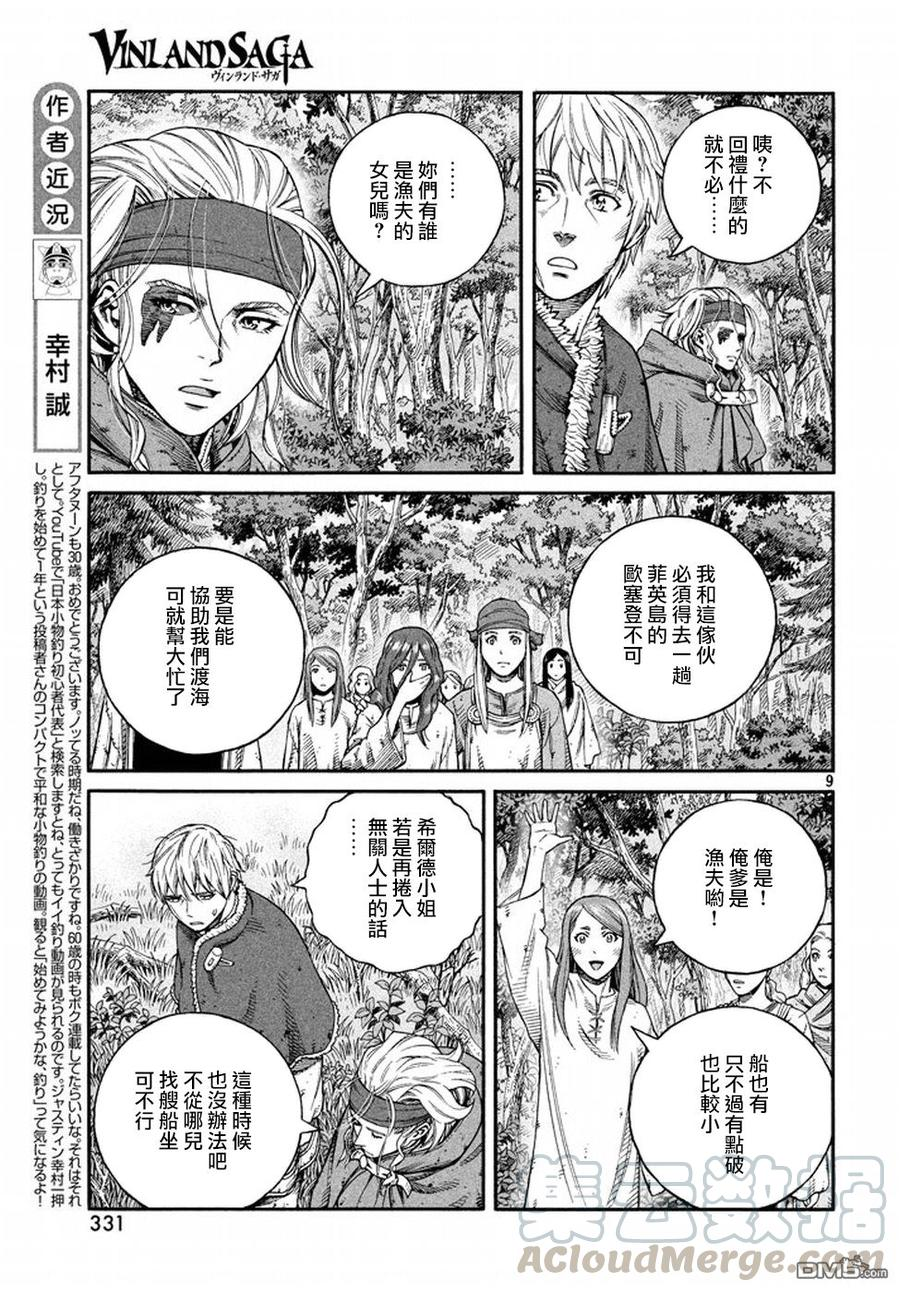 VINLAND SAGA
ヴィンランド・サガ
咦？不
回禮什麼的
就不必……
……
妳們有誰
是漁夫的
女兒嗎？
我和這傢伙
必須得去一趟
菲英島的
歐塞登不可
要是能
協助我們渡海
可就幫大忙了
9
俺是！
俺爹是
漁夫喲！
船也有
只不過有點破
也比較小
希爾德小姐
若是再捲入
無關人士的話
……
這種時候
也沒辦法吧
不從哪兒
找艘船坐
可不行
作者近況
幸村誠
アフタヌーンも30歳。おめでとうございます。ノッてる時期だね、働きざかりですね。60歳の時もボク連載してたらいいな。それはそれ
として。YouTubeで「日本小物釣り初心者代表」と検索しますとね、とってもイイ釣り動画が見られるのです。ジャスティン幸村一押
し。釣りを始めて1年という投稿者さんのコンパクトで平和な小物釣りの動画。観ると「始めてみようかな、釣り」って気になるよ！
331
集云数据
ACloudMerge.com
DM5.com